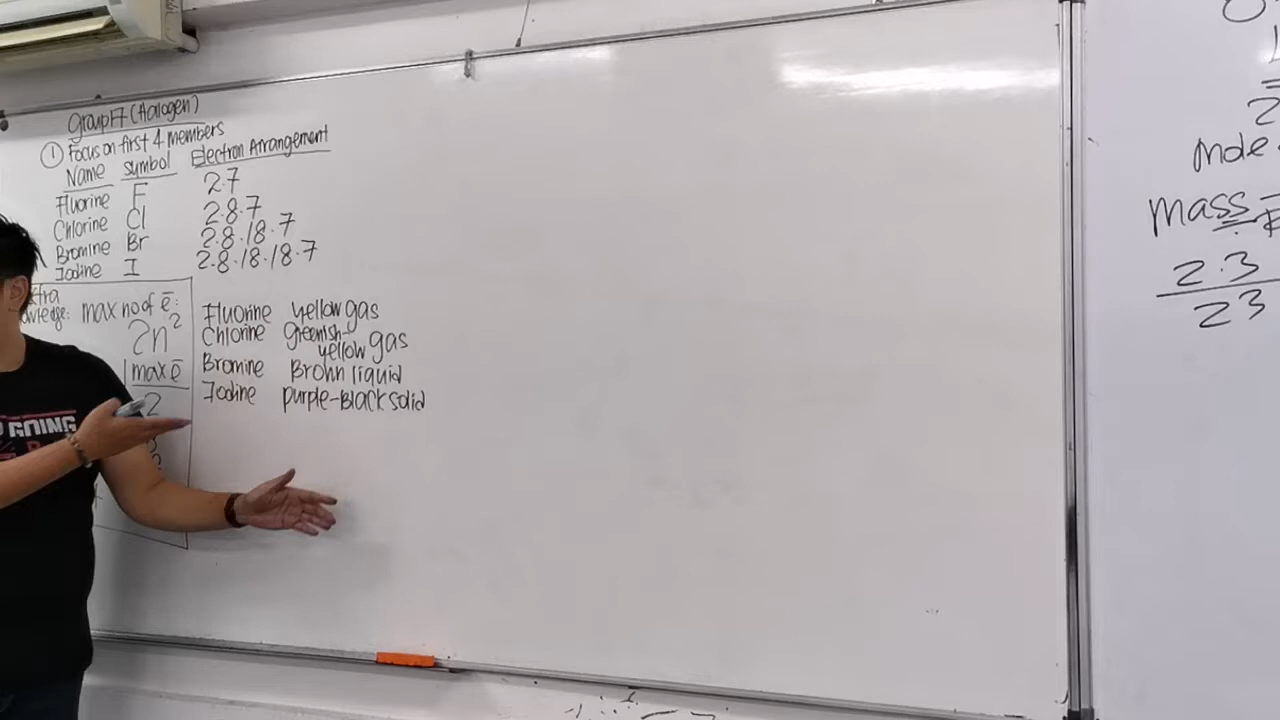 Group 17 (Halogen)
① Focus on first 4 members
Name Symbol Electron Arrangement
Fluorine F 2.7
Chlorine Cl 2.8.7
Bromine Br 2.8.18.7
Iodine I 2.8.18.18.7
max no of ē:
2n²
max ē
2
Fluorine yellow gas
Chlorine Greenish-
yellow gas
Bromine Brown liquid
Iodine purple-Black solid
GOING
mole
mass =
2.3
23